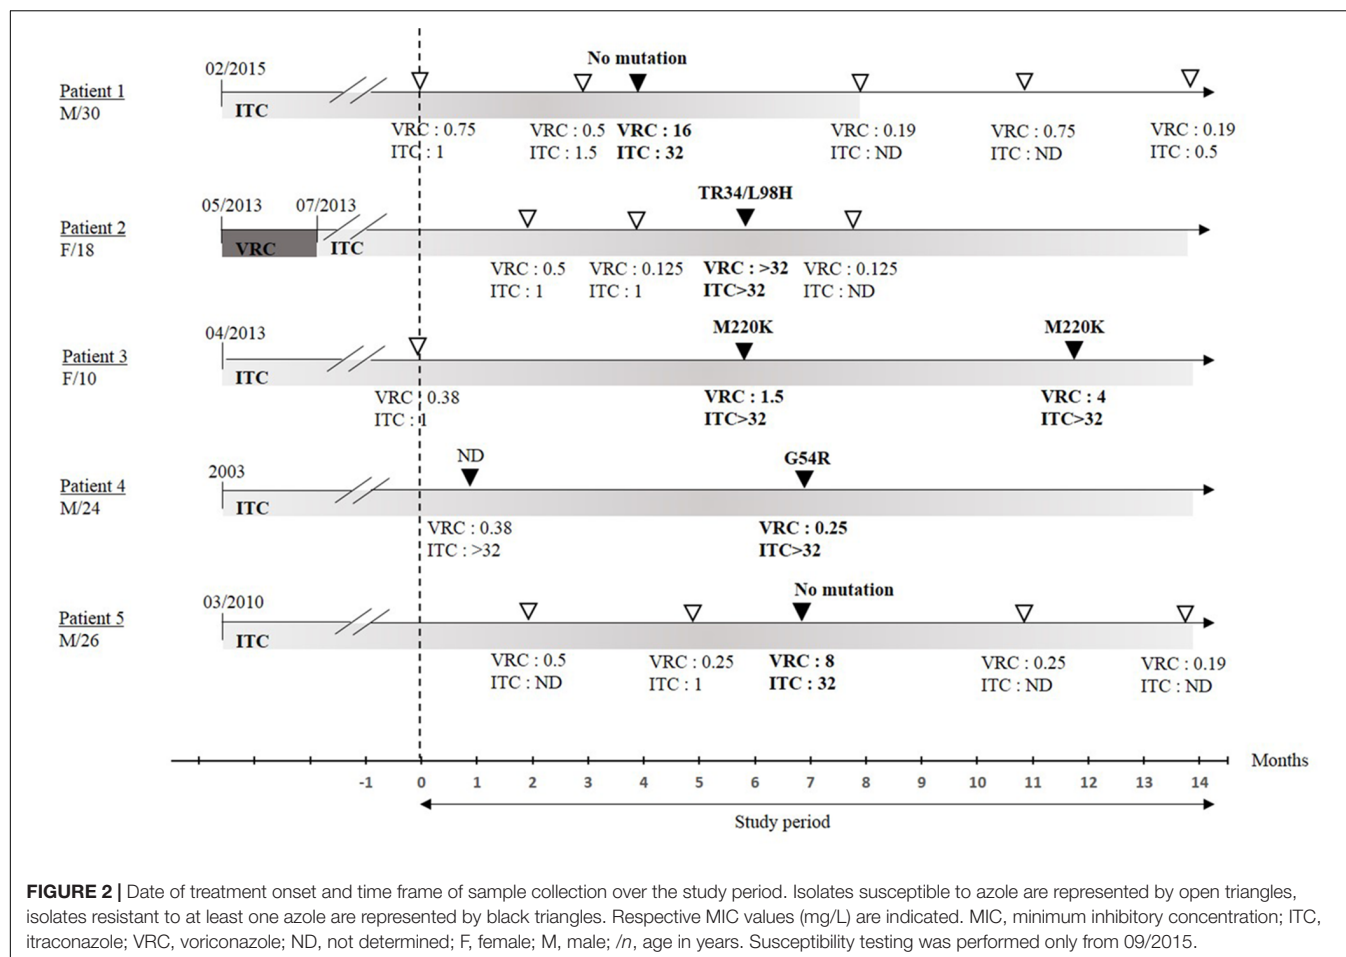 No mutation
02/2015
Patient 1
M/30
ITC
VRC : 0.75
ITC : 1
VRC : 0.5
ITC : 1.5
VRC : 16
ITC : 32
VRC : 0.19
ITC : ND
VRC : 0.75
ITC : ND
VRC : 0.19
ITC : 0.5
TR34/L98H
05/2013
07/2013
Patient 2
F/18
VRC
ITC
VRC : 0.5
ITC : 1
VRC : 0.125
ITC : 1
VRC : >32
ITC>32
VRC : 0.125
ITC : ND
M220K
M220K
04/2013
Patient 3
F/10
ITC
VRC : 0.38
ITC : 1
VRC : 1.5
ITC>32
VRC : 4
ITC>32
ND
G54R
2003
Patient 4
M/24
ITC
VRC : 0.38
ITC : >32
VRC : 0.25
ITC>32
No mutation
03/2010
Patient 5
M/26
ITC
VRC : 0.5
ITC : ND
VRC : 0.25
ITC : 1
VRC : 8
ITC : 32
VRC : 0.25
ITC : ND
VRC : 0.19
ITC : ND
Months
-1 0 1 2 3 4 5 6 7 8 9 10 11 12 13 14
Study period
FIGURE 2 | Date of treatment onset and time frame of sample collection over the study period. Isolates susceptible to azole are represented by open triangles,
isolates resistant to at least one azole are represented by black triangles. Respective MIC values (mg/L) are indicated. MIC, minimum inhibitory concentration; ITC,
itraconazole; VRC, voriconazole; ND, not determined; F, female; M, male; /n, age in years. Susceptibility testing was performed only from 09/2015.